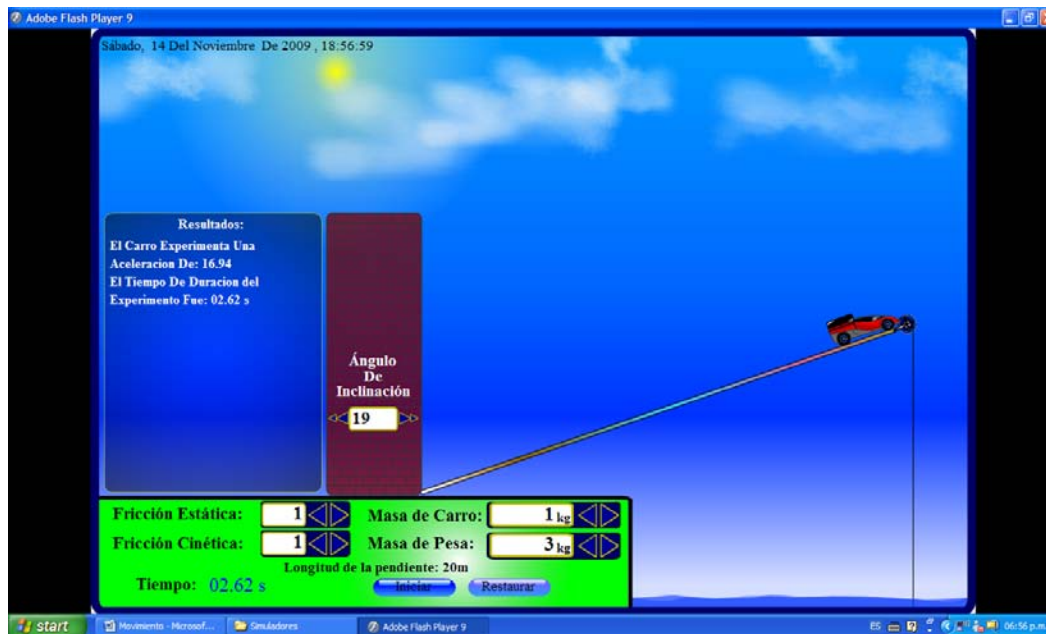 Adobe Flash Player 9
Sábado, 14 Del Noviembre De 2009 , 18:56:59
Resultados:
El Carro Experimenta Una
Aceleracion De: 16.94
El Tiempo De Duracion del
Experimento Fue: 02.62 s
Ángulo
De
Inclinación
19
Fricción Estática: 1 Masa de Carro: 1 kg
Fricción Cinética: 1 Masa de Pesa: 3 kg
Longitud de la pendiente: 20m
Tiempo: 02.62 s Iniciar Restaurar
start Movimiento - Microsof... Simuladores Adobe Flash Player 9 ES 06:56 p.m.